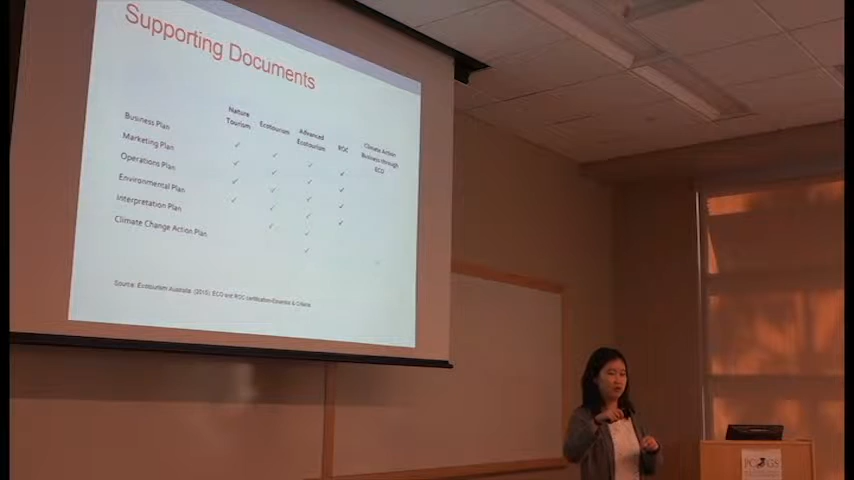 Supporting Documents
Nature Tourism
Ecotourism
Advanced Ecotourism
ROC
Climate Action Business through ECO
Business Plan ✓ ✓ ✓ ✓
Marketing Plan ✓ ✓ ✓ ✓
Operations Plan ✓ ✓ ✓ ✓
Environmental Plan ✓ ✓ ✓ ✓
Interpretation Plan ✓ ✓
Climate Change Action Plan ✓
Source: Ecotourism Australia. (2015). ECO and ROC certification